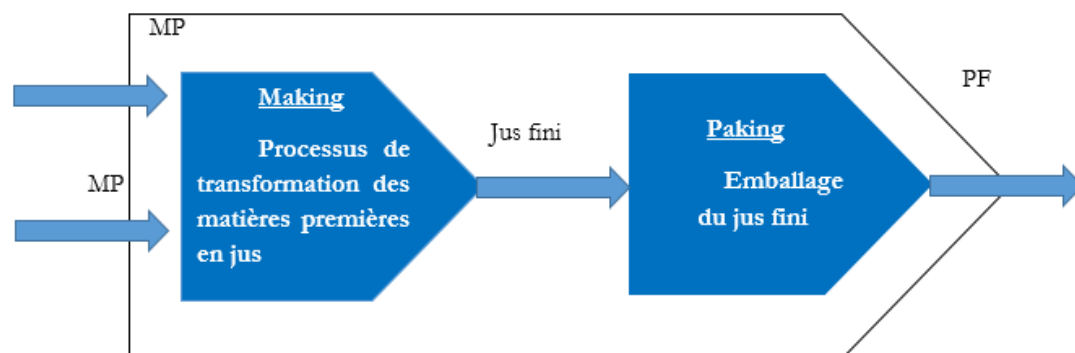 MP
MP
Making
Processus de
transformation des
matières premières
en jus
Jus fini
Paking
Emballage
du jus fini
PF